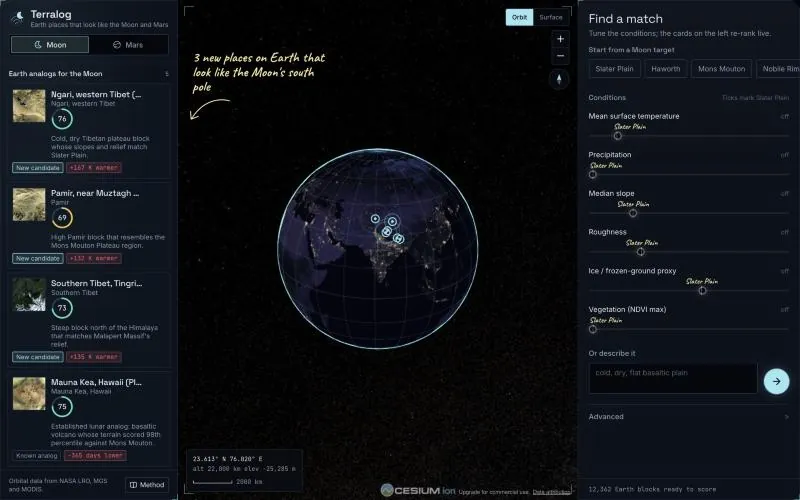 Terralog
Earth places that look like the Moon and Mars
Moon
Mars
Earth analogs for the Moon
5
Ngari, western Tibet (...
Ngari, western Tibet
76
Cold, dry Tibetan plateau block
whose slopes and relief match
Slater Plain.
New candidate
+167 K warmer
Pamir, near Muztagh ...
Pamir
69
High Pamir block that resembles the
Mons Mouton Plateau region.
New candidate
+132 K warmer
Southern Tibet, Tingri...
Southern Tibet
73
Steep block north of the Himalaya
that matches Malapert Massif's
relief.
New candidate
+135 K warmer
Mauna Kea, Hawaii (Pl...
Mauna Kea, Hawaii
75
Established lunar analog: basaltic
volcano whose terrain scored 98th
percentile against Mons Mouton.
Known analog
-365 days lower
Orbital data from NASA LRO, MGS
and MODIS.
Method
3 new places on Earth that
look like the Moon's south
pole
Orbit
Surface
+
−
23.613° N 76.020° E
alt 22,000 km elev -25,285 m
2000 km
CESIUM ion
Upgrade for commercial use. Data attribution
Find a match
Tune the conditions; the cards on the left re-rank live.
Start from a Moon target
Slater Plain
Haworth
Mons Mouton
Nobile Rim
Conditions
Ticks mark Slater Plain
Mean surface temperature
off
Slater Plain
Precipitation
off
Slater Plain
Median slope
off
Slater Plain
Roughness
off
Slater Plain
Ice / frozen-ground proxy
off
Slater Plain
Vegetation (NDVI max)
off
Slater Plain
Or describe it
cold, dry, flat basaltic plain
Advanced
>
12,362 Earth blocks ready to score